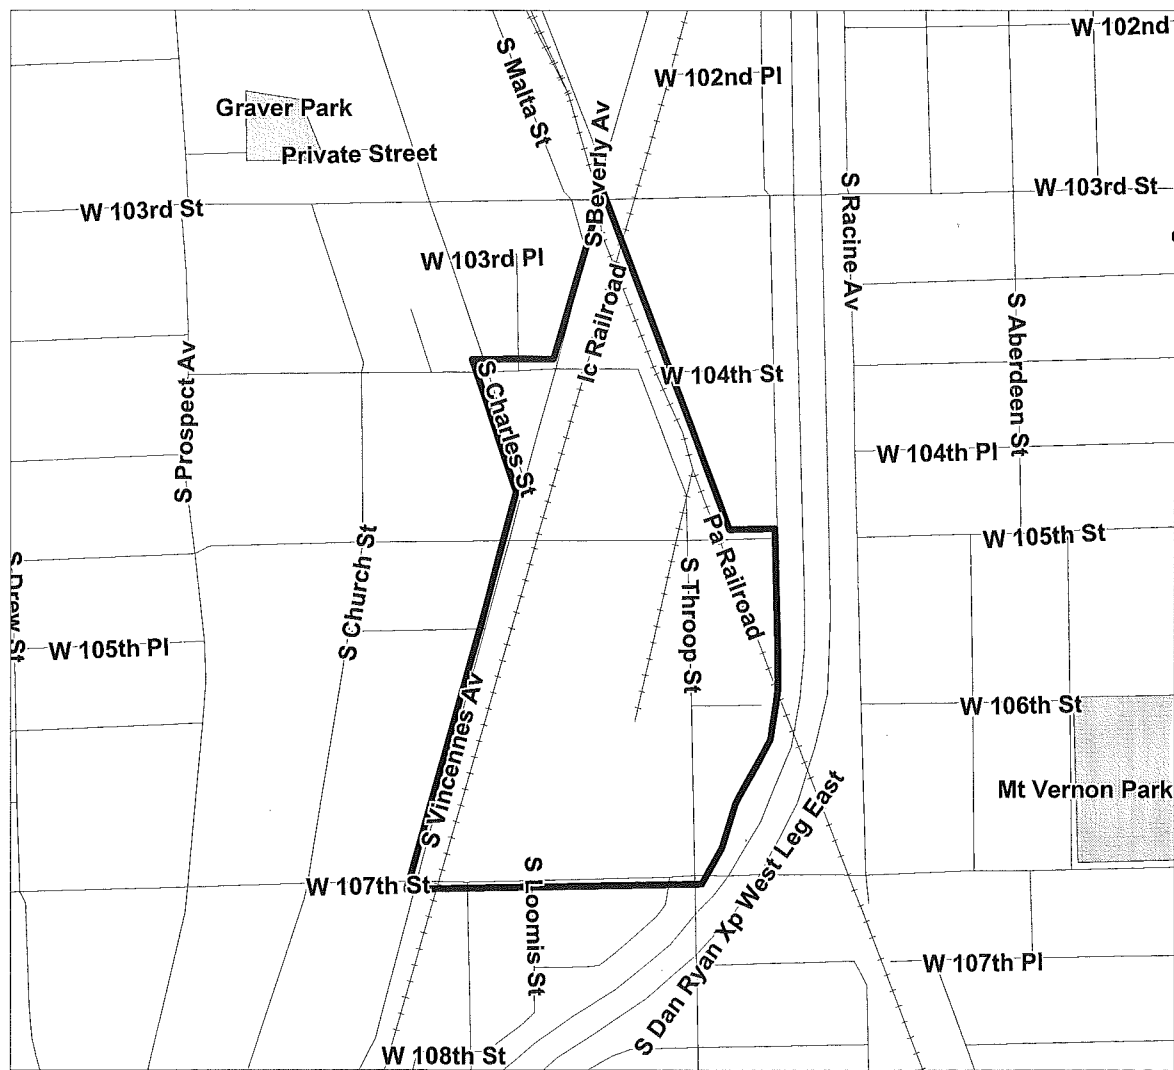 W 102nd
S Malta St
W 102nd Pl
Graver Park
S Beverly Av
Private Street
W 103rd St
W 103rd St
S Racine Av
W 103rd Pl
Ic Railroad
S Aberdeen St
S Prospect Av
S Charles St
W 104th St
W 104th Pl
W 105th St
Pa Railroad
S Church St
S Drew St
S Throop St
W 105th Pl
W 106th St
S Vincennes Av
Mt Vernon Park
S Dan Ryan Xp West Leg East
W 107th St
S Loomis St
W 107th Pl
W 108th St